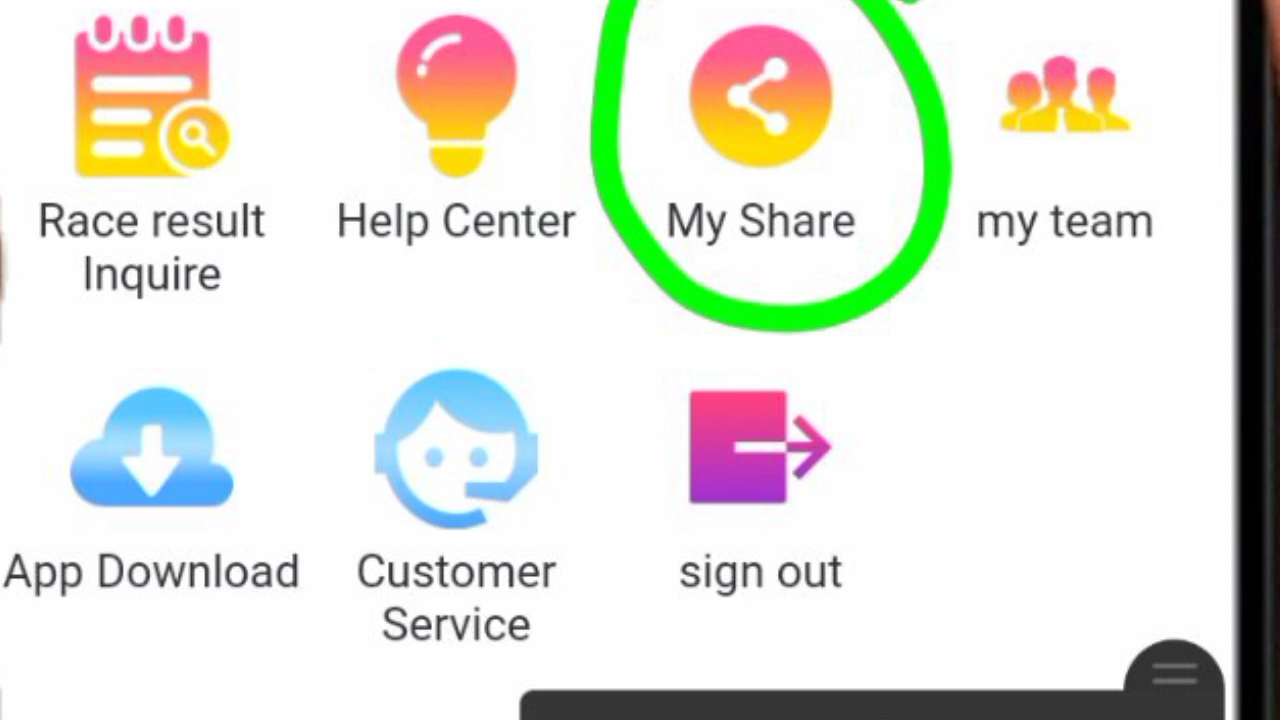 Race result
Inquire
Help Center
My Share
my team
App Download
Customer
Service
sign out